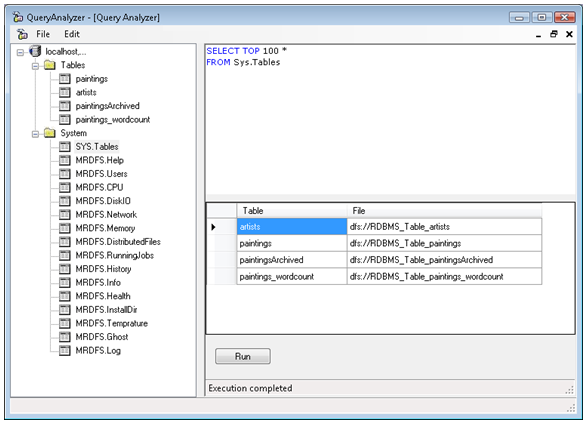 QueryAnalyzer - [Query Analyzer]
File Edit
localhost,...
Tables
paintings
artists
paintingsArchived
paintings_wordcount
System
SYS.Tables
MRDFS.Help
MRDFS.Users
MRDFS.CPU
MRDFS.DiskIO
MRDFS.Network
MRDFS.Memory
MRDFS.DistributedFiles
MRDFS.RunningJobs
MRDFS.History
MRDFS.Info
MRDFS.Health
MRDFS.InstallDir
MRDFS.Temprature
MRDFS.Ghost
MRDFS.Log
SELECT TOP 100 *
FROM Sys.Tables
Table File
artists dfs://RDBMS_Table_artists
paintings dfs://RDBMS_Table_paintings
paintingsArchived dfs://RDBMS_Table_paintingsArchived
paintings_wordcount dfs://RDBMS_Table_paintings_wordcount
Run
Execution completed